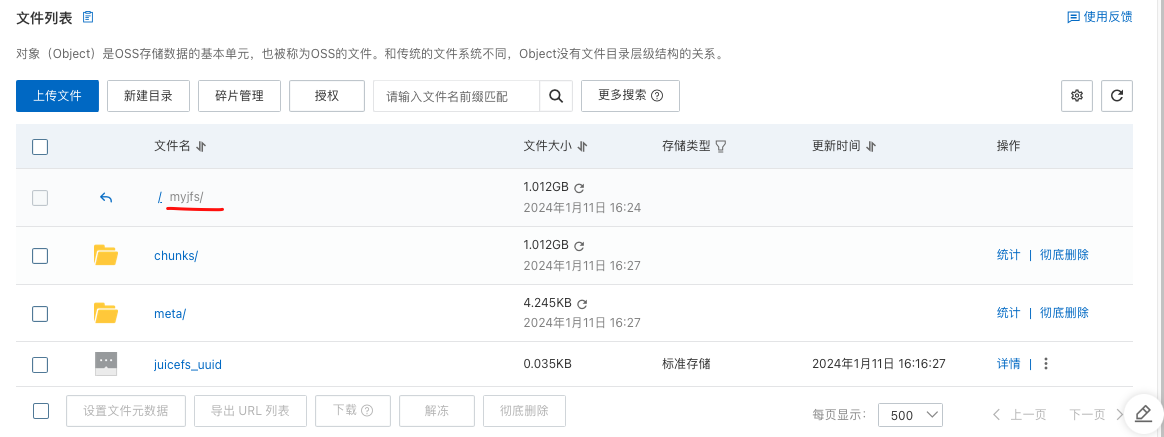 文件列表 使用反馈
对象（Object）是OSS存储数据的基本单元，也被称为OSS的文件。和传统的文件系统不同，Object没有文件目录层级结构的关系。
上传文件 新建目录 碎片管理 授权 请输入文件名前缀匹配 更多搜索
文件名 文件大小 存储类型 更新时间 操作
/ myjfs/ 1.012GB
2024年1月11日 16:24
chunks/ 1.012GB 统计 | 彻底删除
2024年1月11日 16:27
meta/ 4.245KB 统计 | 彻底删除
2024年1月11日 16:27
juicefs_uuid 0.035KB 标准存储 2024年1月11日 16:16:27 详情 |
设置文件元数据 导出 URL 列表 下载 解冻 彻底删除 每页显示： 500 上一页 下一页